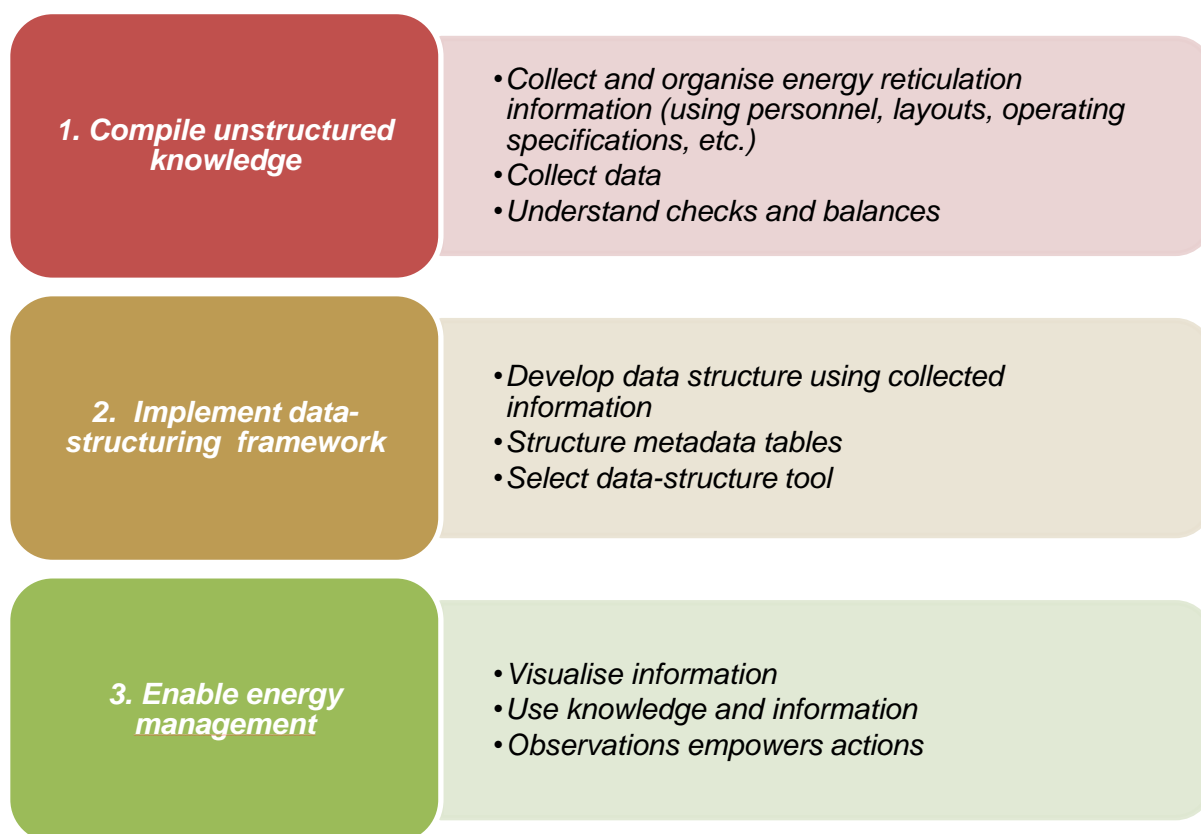 1. Compile unstructured
knowledge
•Collect and organise energy reticulation
information (using personnel, layouts, operating
specifications, etc.)
•Collect data
•Understand checks and balances
2. Implement data-
structuring framework
•Develop data structure using collected
information
•Structure metadata tables
•Select data-structure tool
3. Enable energy
management
•Visualise information
•Use knowledge and information
•Observations empowers actions